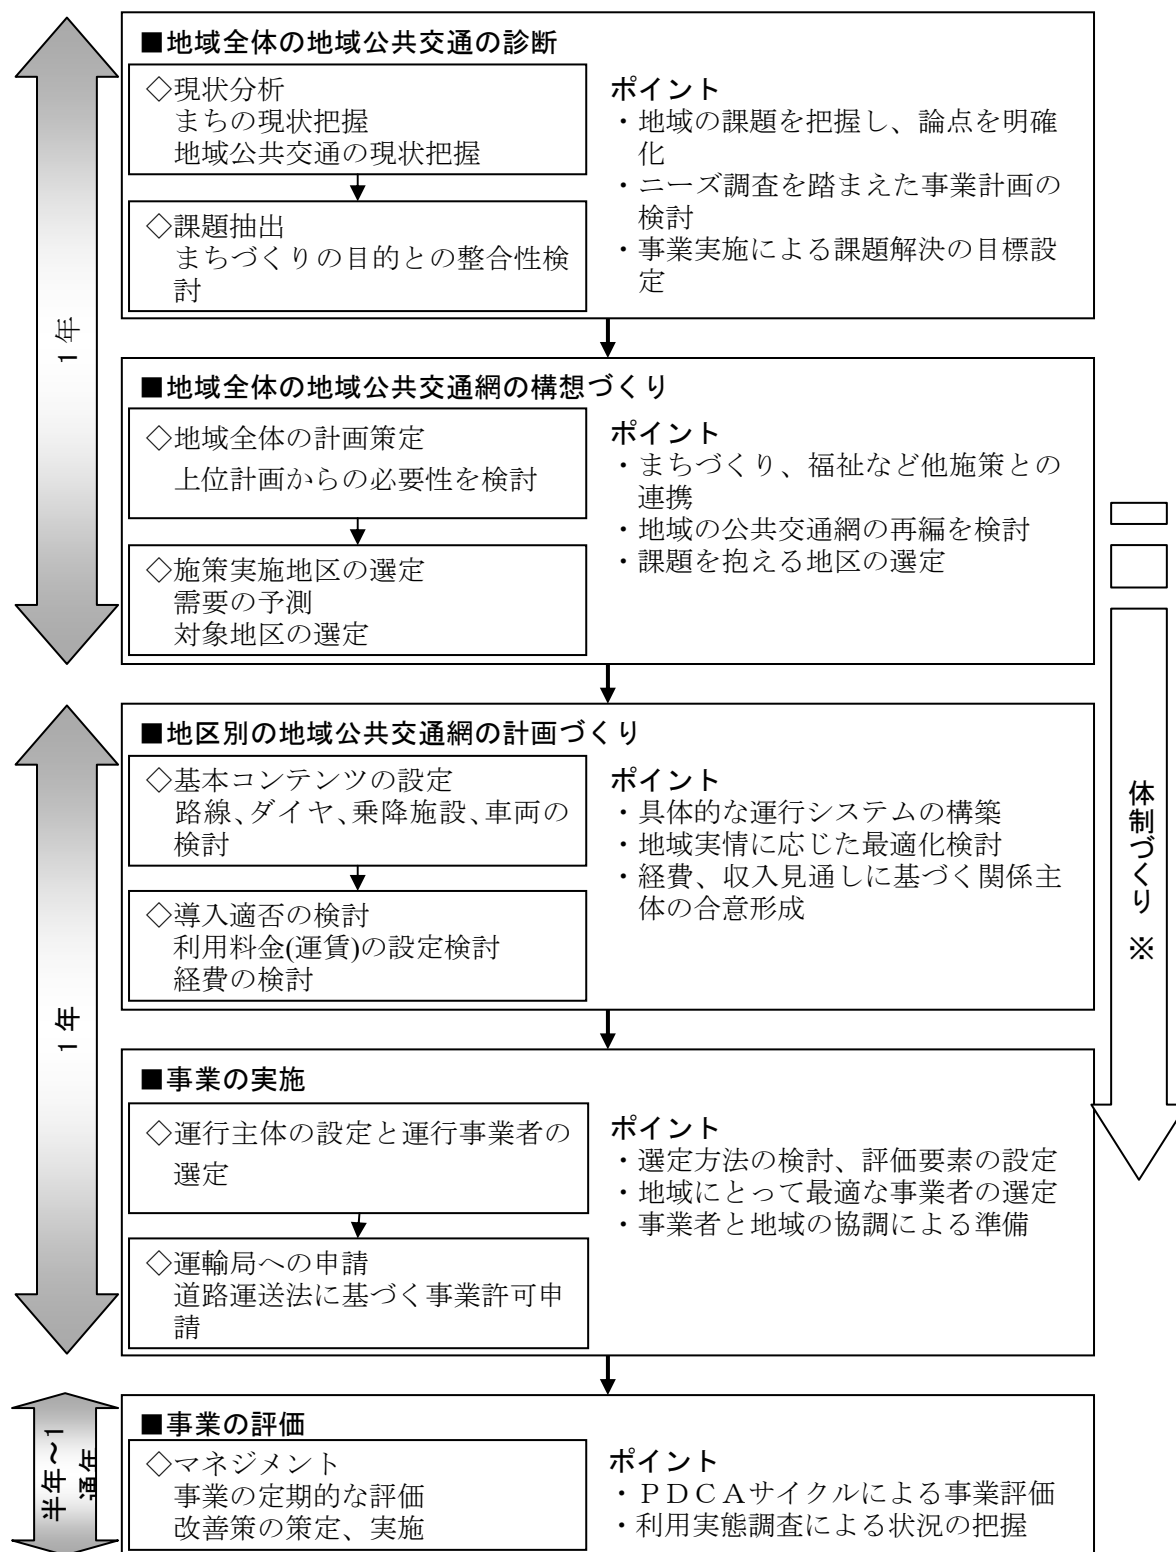 ■地域全体の地域公共交通の診断
◇現状分析
まちの現状把握
地域公共交通の現状把握
◇課題抽出
まちづくりの目的との整合性検
討
ポイント
・地域の課題を把握し、論点を明確
化
・ニーズ調査を踏まえた事業計画の
検討
・事業実施による課題解決の目標設
定
1年
■地域全体の地域公共交通網の構想づくり
◇地域全体の計画策定
上位計画からの必要性を検討
◇施策実施地区の選定
需要の予測
対象地区の選定
ポイント
・まちづくり、福祉など他施策との
連携
・地域の公共交通網の再編を検討
・課題を抱える地区の選定
■地区別の地域公共交通網の計画づくり
◇基本コンテンツの設定
路線、ダイヤ、乗降施設、車両の
検討
◇導入適否の検討
利用料金(運賃)の設定検討
経費の検討
ポイント
・具体的な運行システムの構築
・地域実情に応じた最適化検討
・経費、収入見通しに基づく関係主
体の合意形成
体制づくり ※
1年
■事業の実施
◇運行主体の設定と運行事業者の
選定
◇運輸局への申請
道路運送法に基づく事業許可申
請
ポイント
・選定方法の検討、評価要素の設定
・地域にとって最適な事業者の選定
・事業者と地域の協調による準備
■事業の評価
◇マネジメント
事業の定期的な評価
改善策の策定、実施
ポイント
・PDCAサイクルによる事業評価
・利用実態調査による状況の把握
半年～1
通年